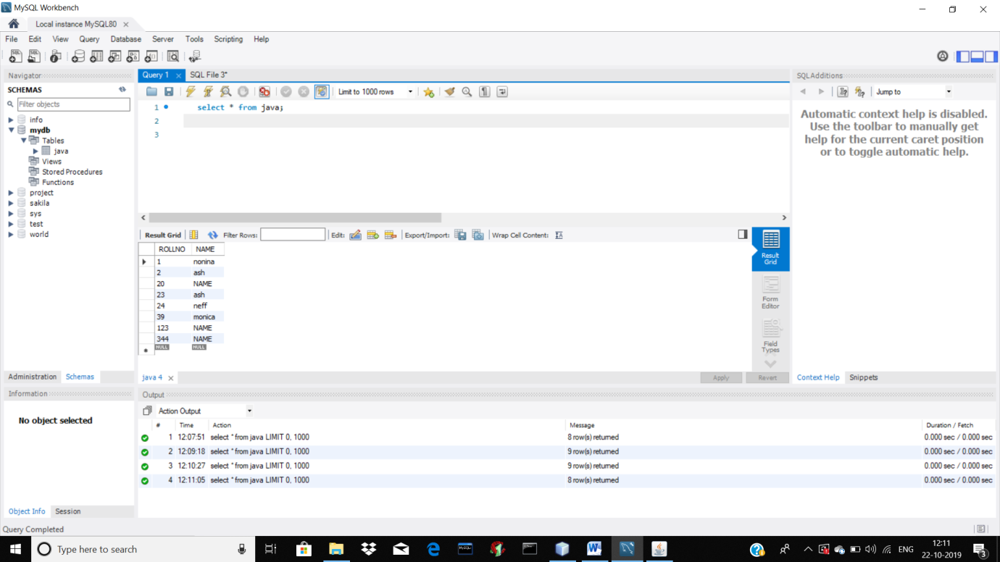 MySQL Workbench
Local instance MySQL80
File Edit View Query Database Server Tools Scripting Help
Navigator
SCHEMAS
Filter objects
info
mydb
Tables
java
Views
Stored Procedures
Functions
project
sakila
sys
test
world
Administration Schemas
Information
No object selected
Object Info Session
Query Completed
Query 1 SQL File 3*
Limit to 1000 rows
1 select * from java;
2
3
Result Grid Filter Rows: Edit: Export/Import: Wrap Cell Content:
ROLLNO NAME
1 nonina
2 ash
20 NAME
23 ash
24 neff
39 monica
123 NAME
344 NAME
NULL NULL
Result
Grid
Form
Editor
Field
Types
java 4 Apply Revert
SQLAdditions
Jump to
Automatic context help is disabled.
Use the toolbar to manually get
help for the current caret position
or to toggle automatic help.
Context Help Snippets
Output
Action Output
# Time Action Message Duration / Fetch
1 12:07:51 select * from java LIMIT 0, 1000 8 row(s) returned 0.000 sec / 0.000 sec
2 12:09:18 select * from java LIMIT 0, 1000 9 row(s) returned 0.000 sec / 0.000 sec
3 12:10:27 select * from java LIMIT 0, 1000 9 row(s) returned 0.000 sec / 0.000 sec
4 12:11:05 select * from java LIMIT 0, 1000 8 row(s) returned 0.000 sec / 0.000 sec
Type here to search
ENG
12:11
22-10-2019
3